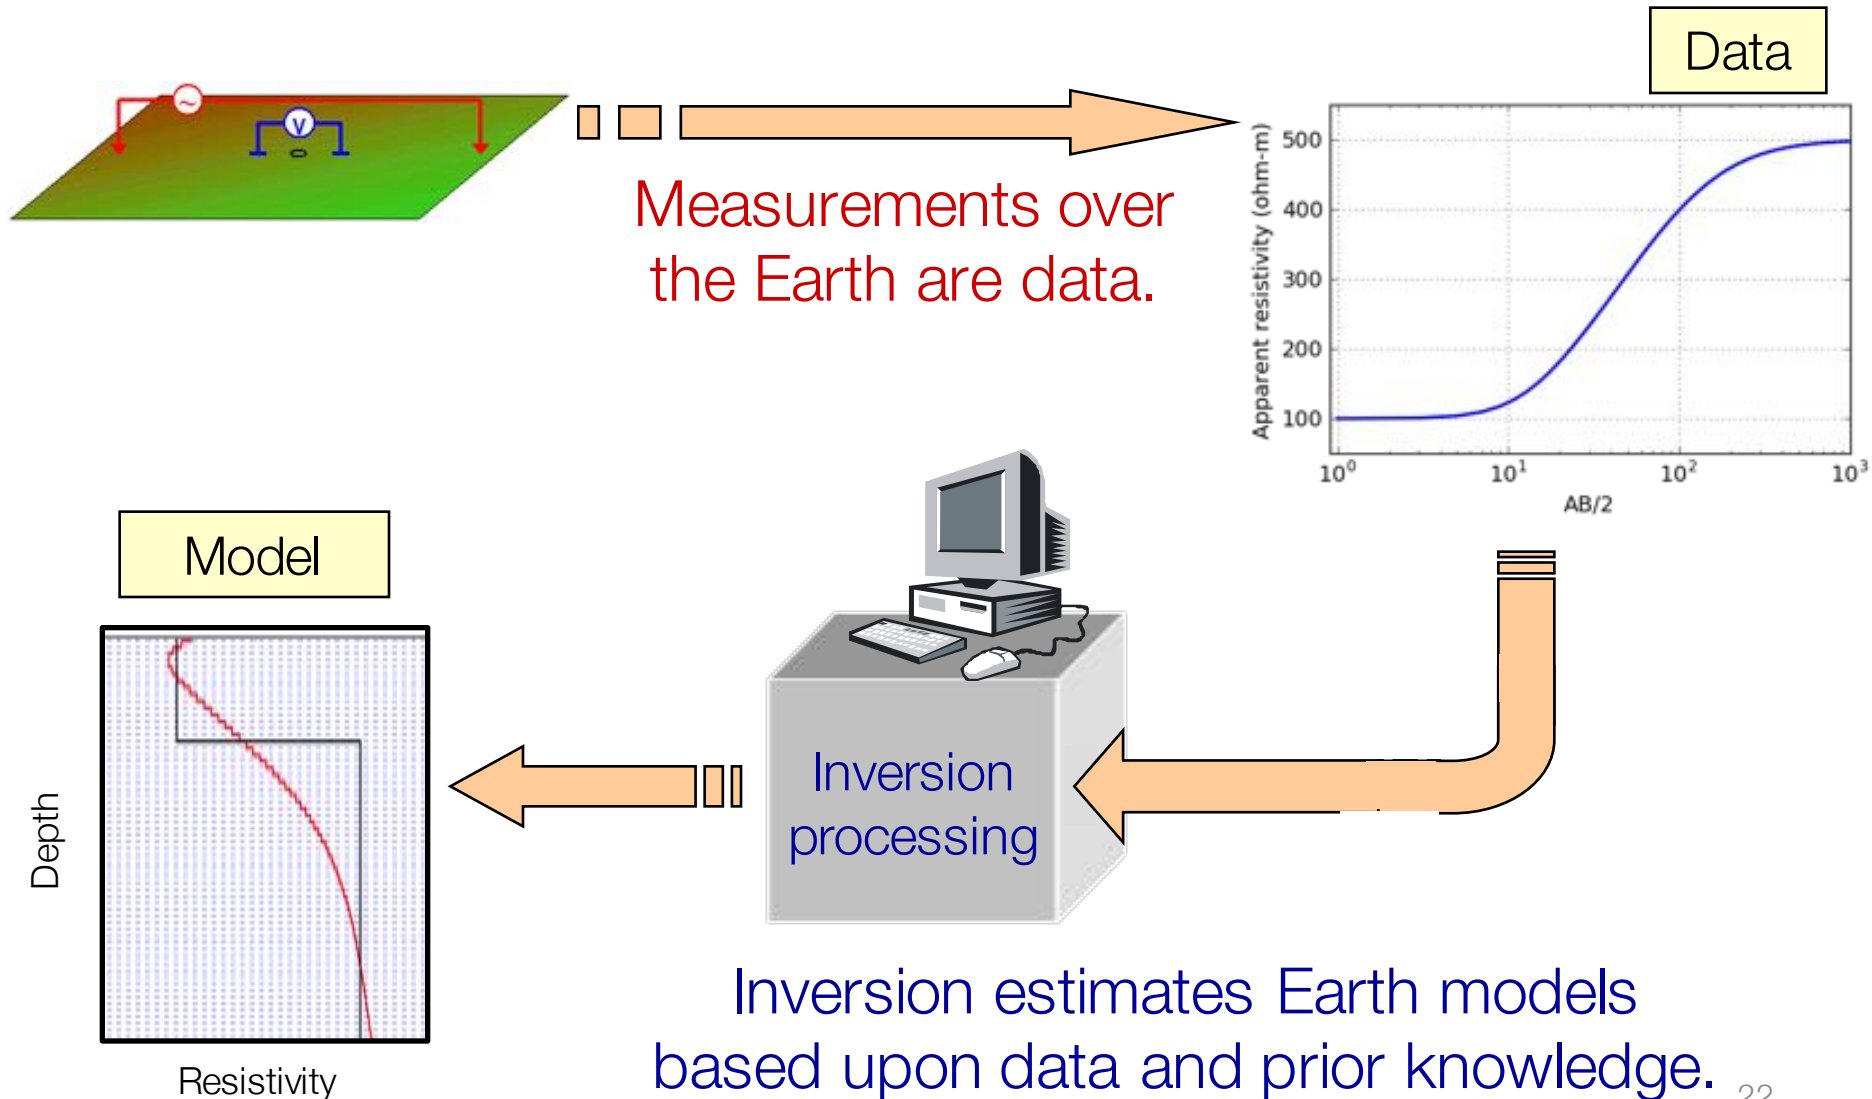 Data
~
V
Measurements over
the Earth are data.
Apparent resistivity (ohm-m)
500
400
300
200
100
10⁰ 10¹ 10² 10³
AB/2
Model
Depth
Resistivity
Inversion
processing
Inversion estimates Earth models
based upon data and prior knowledge.
22